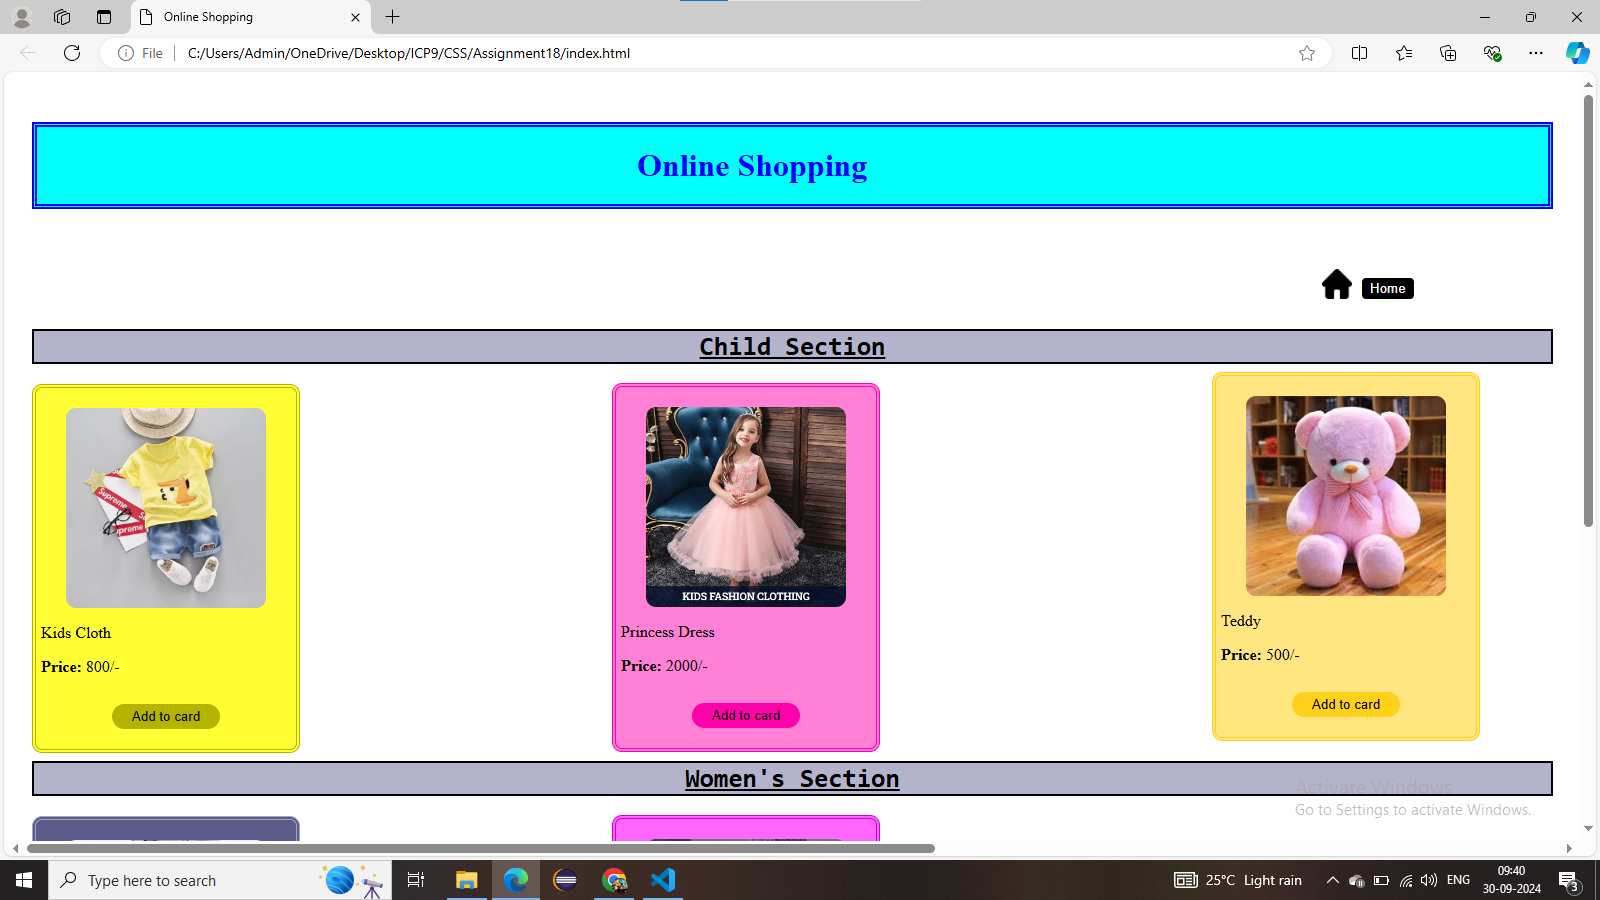 Online Shopping
File
C:/Users/Admin/OneDrive/Desktop/ICP9/CSS/Assignment18/index.html
Online Shopping
Home
Child Section
Supreme
Supreme
KIDS FASHION CLOTHING
Kids Cloth
Price: 800/-
Add to card
Princess Dress
Price: 2000/-
Add to card
Teddy
Price: 500/-
Add to card
Women's Section
Activate Windows
Go to Settings to activate Windows.
Type here to search
25°C Light rain
ENG
09:40
30-09-2024
3